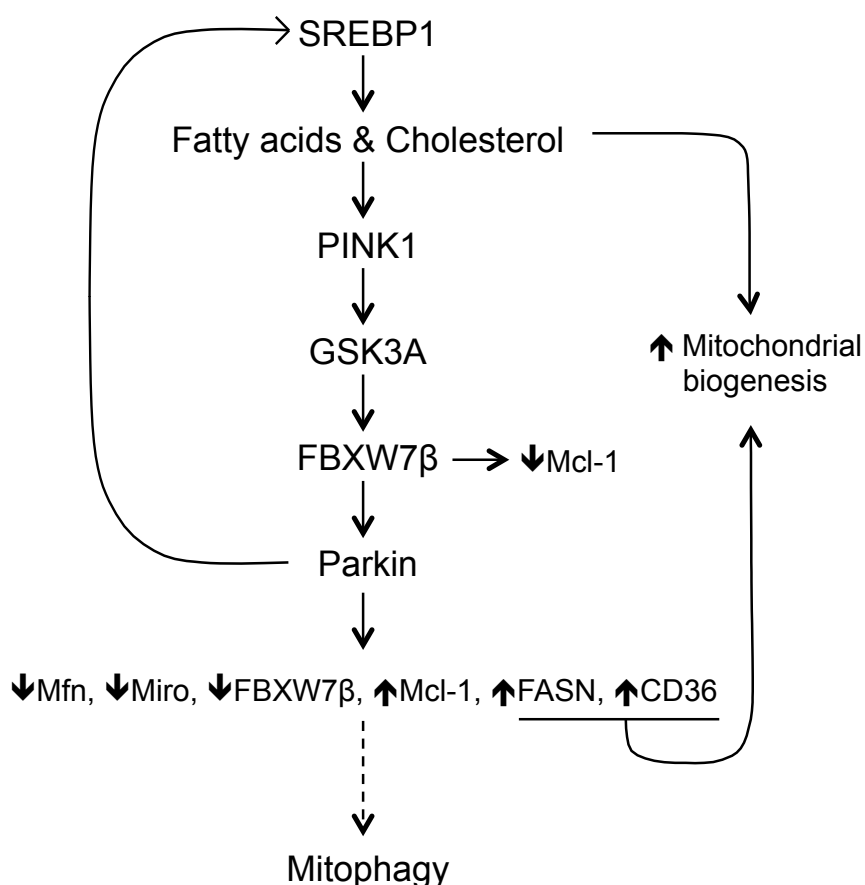 SREBP1
Fatty acids & Cholesterol
PINK1
GSK3A
↑ Mitochondrial
biogenesis
FBXW7β
↓Mcl-1
Parkin
↓Mfn, ↓Miro, ↓FBXW7β, ↑Mcl-1, ↑FASN, ↑CD36
Mitophagy